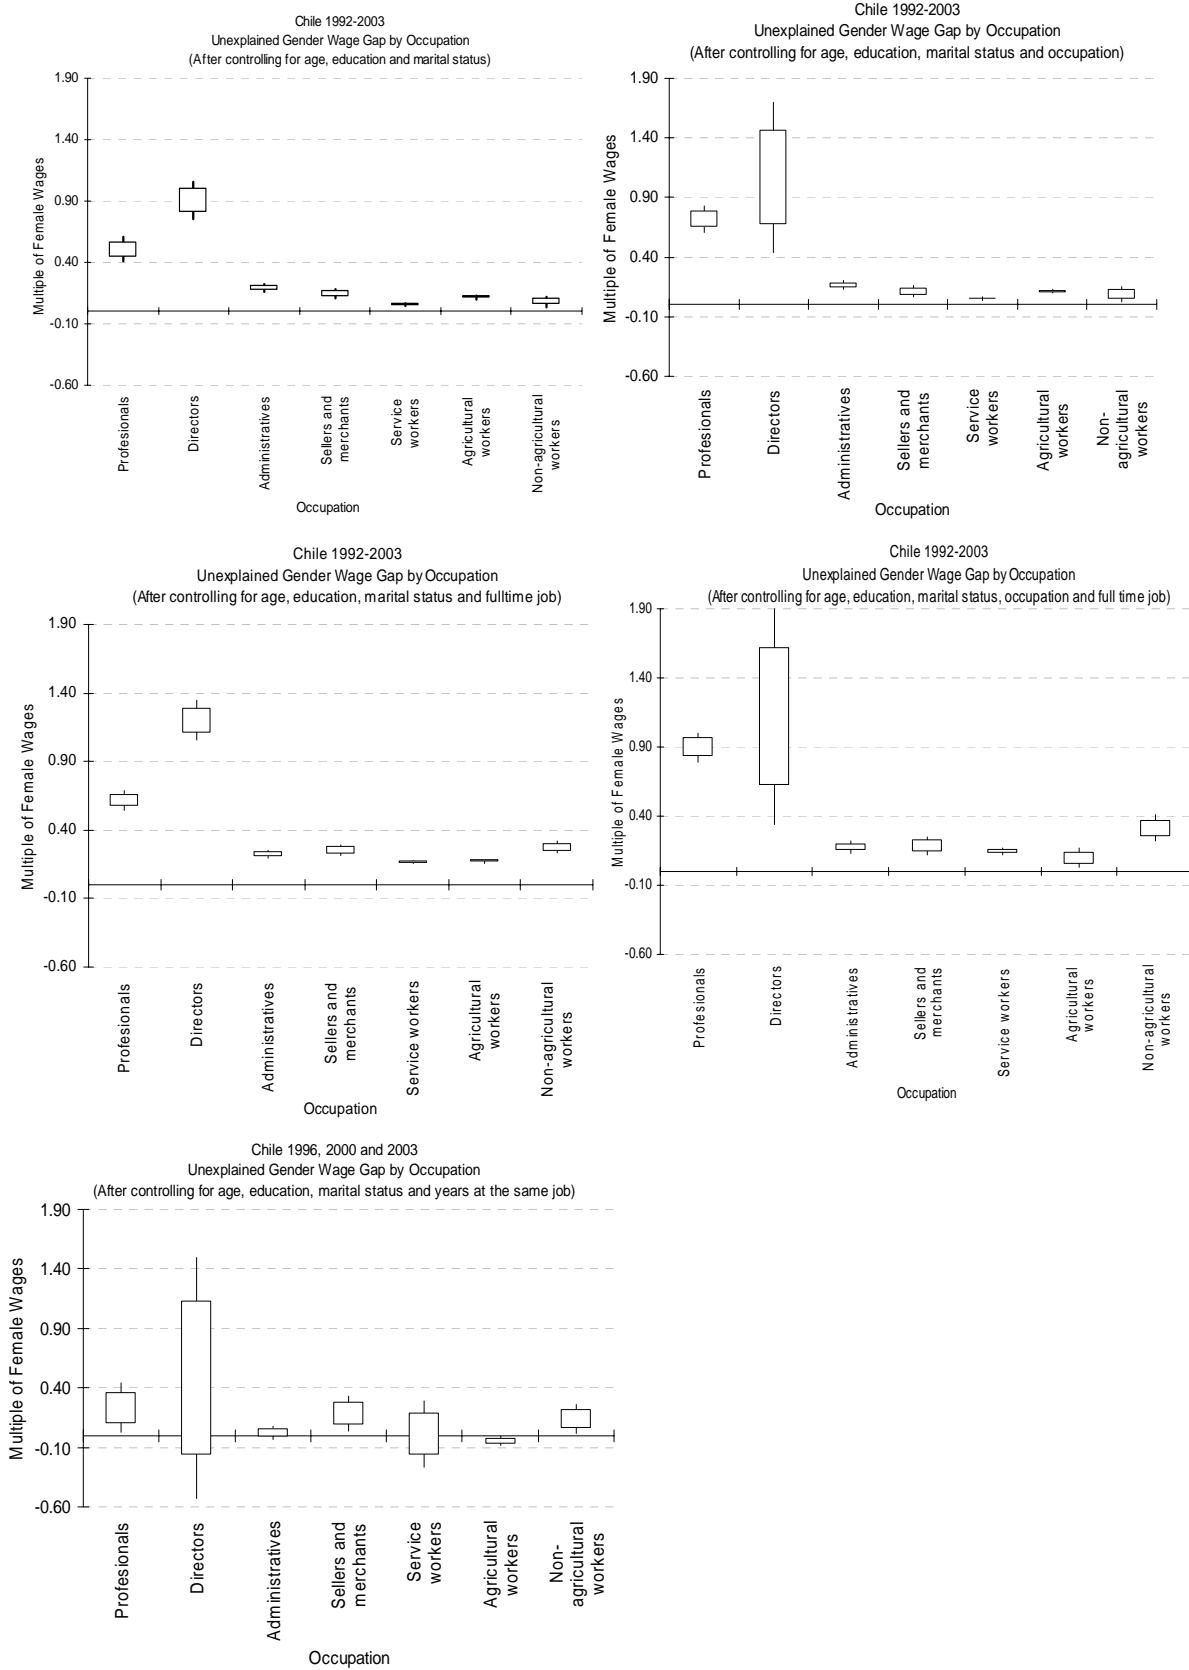 Chile 1992-2003
Unexplained Gender Wage Gap by Occupation
(After controlling for age, education and marital status)
1.90
1.40
0.90
0.40
-0.10
-0.60
Multiple of Female Wages
Profesionals
Directors
Administratives
Sellers and
merchants
Service
workers
Agricultural
workers
Non-agricultural
workers
Occupation
Chile 1992-2003
Unexplained Gender Wage Gap by Occupation
(After controlling for age, education, marital status and occupation)
1.90
1.40
0.90
0.40
-0.10
-0.60
Multiple of Female Wages
Profesionals
Directors
Administratives
Sellers and
merchants
Service
workers
Agricultural
workers
Non-
agricultural
workers
Occupation
Chile 1992-2003
Unexplained Gender Wage Gap by Occupation
(After controlling for age, education, marital status and fulltime job)
1.90
1.40
0.90
0.40
-0.10
-0.60
Multiple of Female Wages
Profesionals
Directors
Administratives
Sellers and
merchants
Service workers
Agricultural
workers
Non-agricultural
workers
Occupation
Chile 1992-2003
Unexplained Gender Wage Gap by Occupation
(After controlling for age, education, marital status, occupation and full time job)
1.90
1.40
0.90
0.40
-0.10
-0.60
Multiple of Female Wages
Profesionals
Directors
Administratives
Sellers and
merchants
Service workers
Agricultural
workers
Non-agricultural
workers
Occupation
Chile 1996, 2000 and 2003
Unexplained Gender Wage Gap by Occupation
(After controlling for age, education, marital status and years at the same job)
1.90
1.40
0.90
0.40
-0.10
-0.60
Multiple of Female Wages
Profesionals
Directors
Administratives
Sellers and
merchants
Service
workers
Agricultural
workers
Non-
agricultural
workers
Occupation